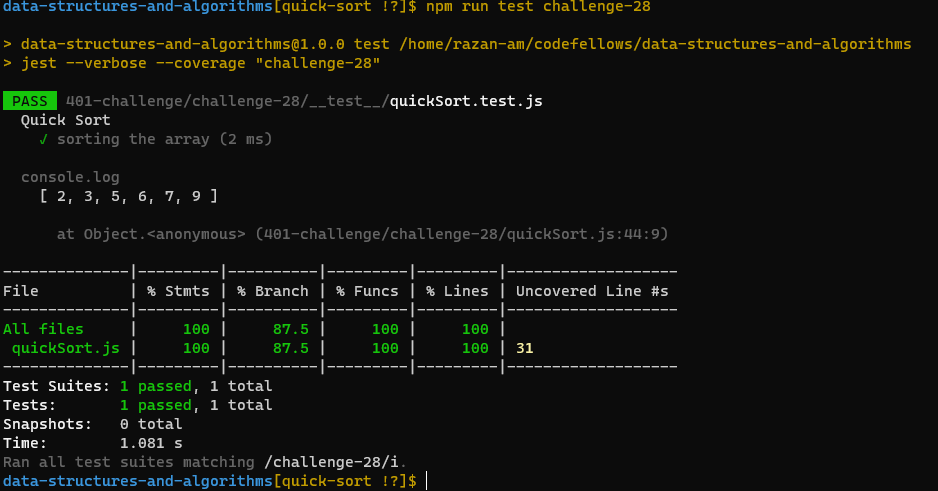 data-structures-and-algorithms[quick-sort !?]$ npm run test challenge-28
> data-structures-and-algorithms@1.0.0 test /home/razan-am/codefellows/data-structures-and-algorithms
> jest --verbose --coverage "challenge-28"
PASS 401-challenge/challenge-28/__test__/quickSort.test.js
Quick Sort
✓ sorting the array (2 ms)
console.log
[ 2, 3, 5, 6, 7, 9 ]
at Object.<anonymous> (401-challenge/challenge-28/quickSort.js:44:9)
--------------|---------|----------|---------|---------|-------------------
File          | % Stmts | % Branch | % Funcs | % Lines | Uncovered Line #s
--------------|---------|----------|---------|---------|-------------------
All files     |     100 |     87.5 |     100 |     100 |
 quickSort.js |     100 |     87.5 |     100 |     100 | 31
--------------|---------|----------|---------|---------|-------------------
Test Suites: 1 passed, 1 total
Tests:       1 passed, 1 total
Snapshots:   0 total
Time:        1.081 s
Ran all test suites matching /challenge-28/i.
data-structures-and-algorithms[quick-sort !?]$